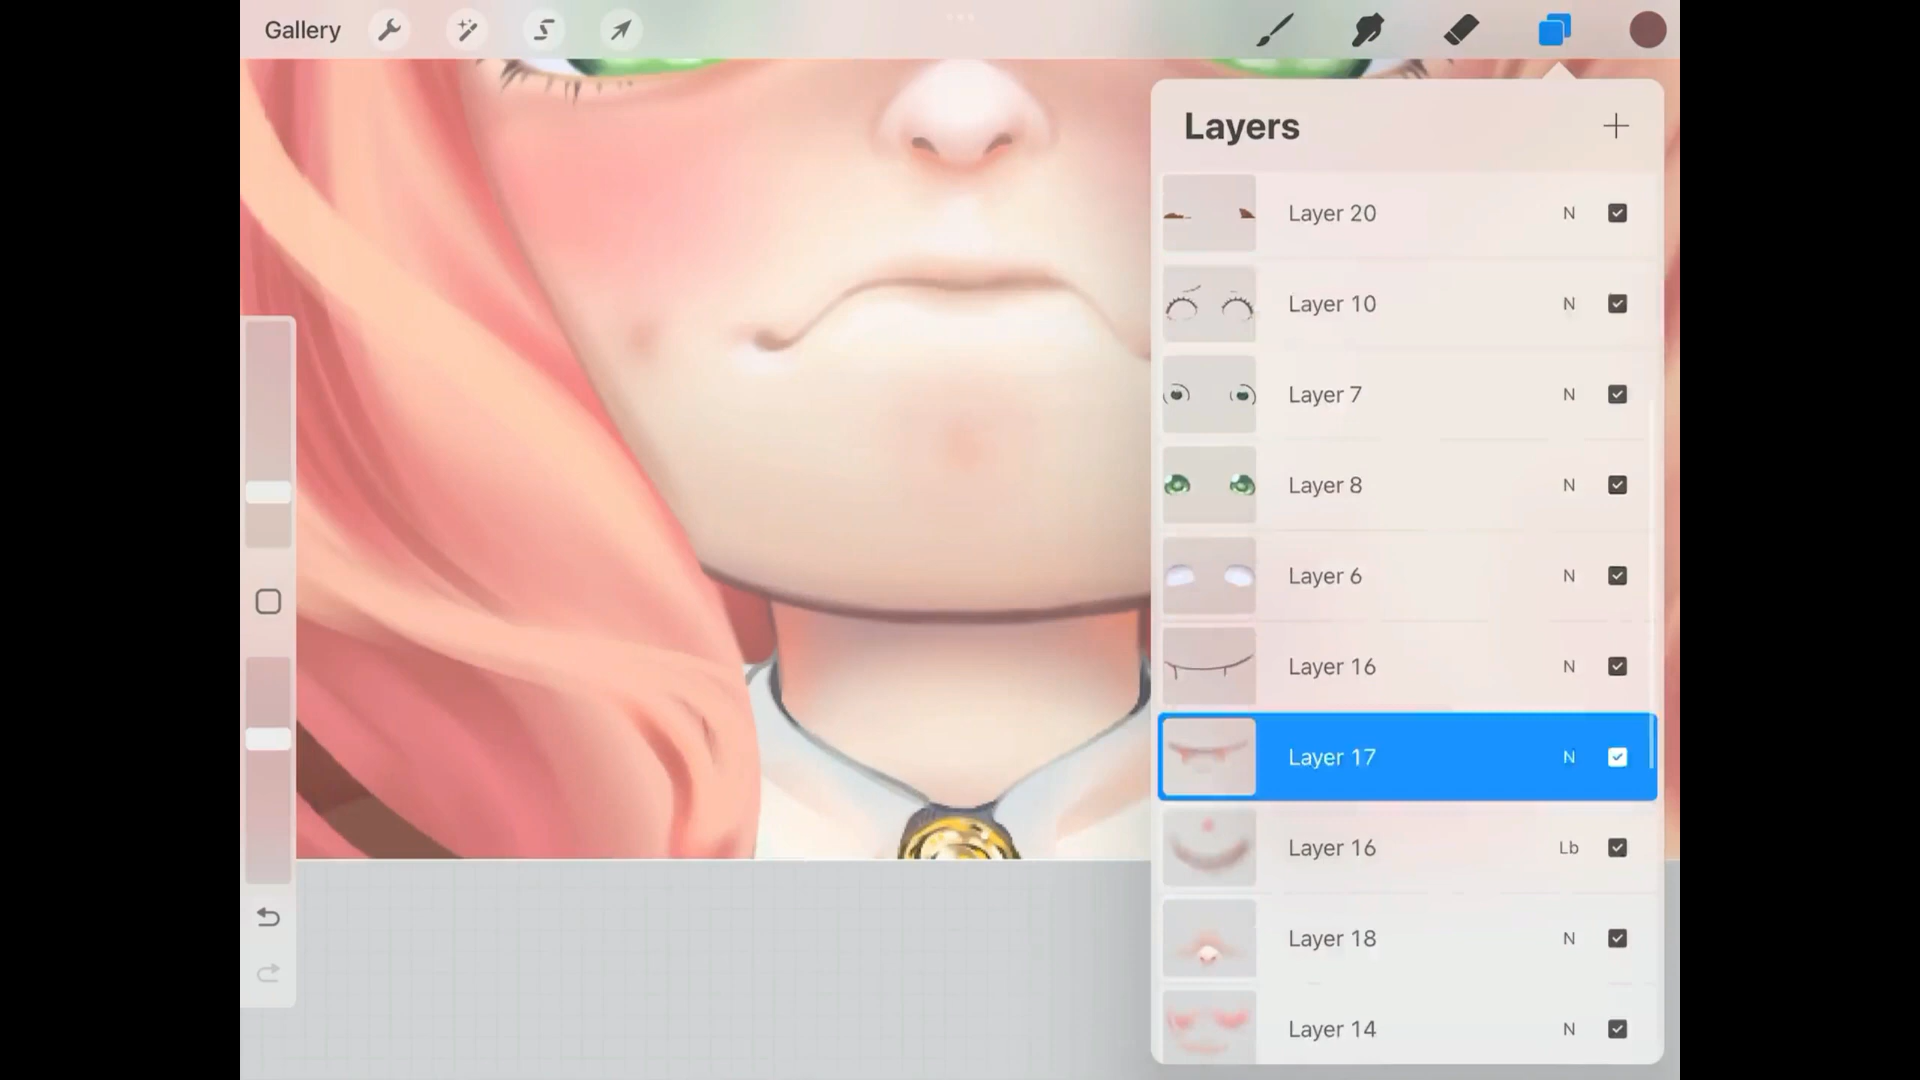 Gallery
Layers
Layer 20 N
Layer 10 N
Layer 7 N
Layer 8 N
Layer 6 N
Layer 16 N
Layer 17 N
Layer 16 Lb
Layer 18 N
Layer 14 N